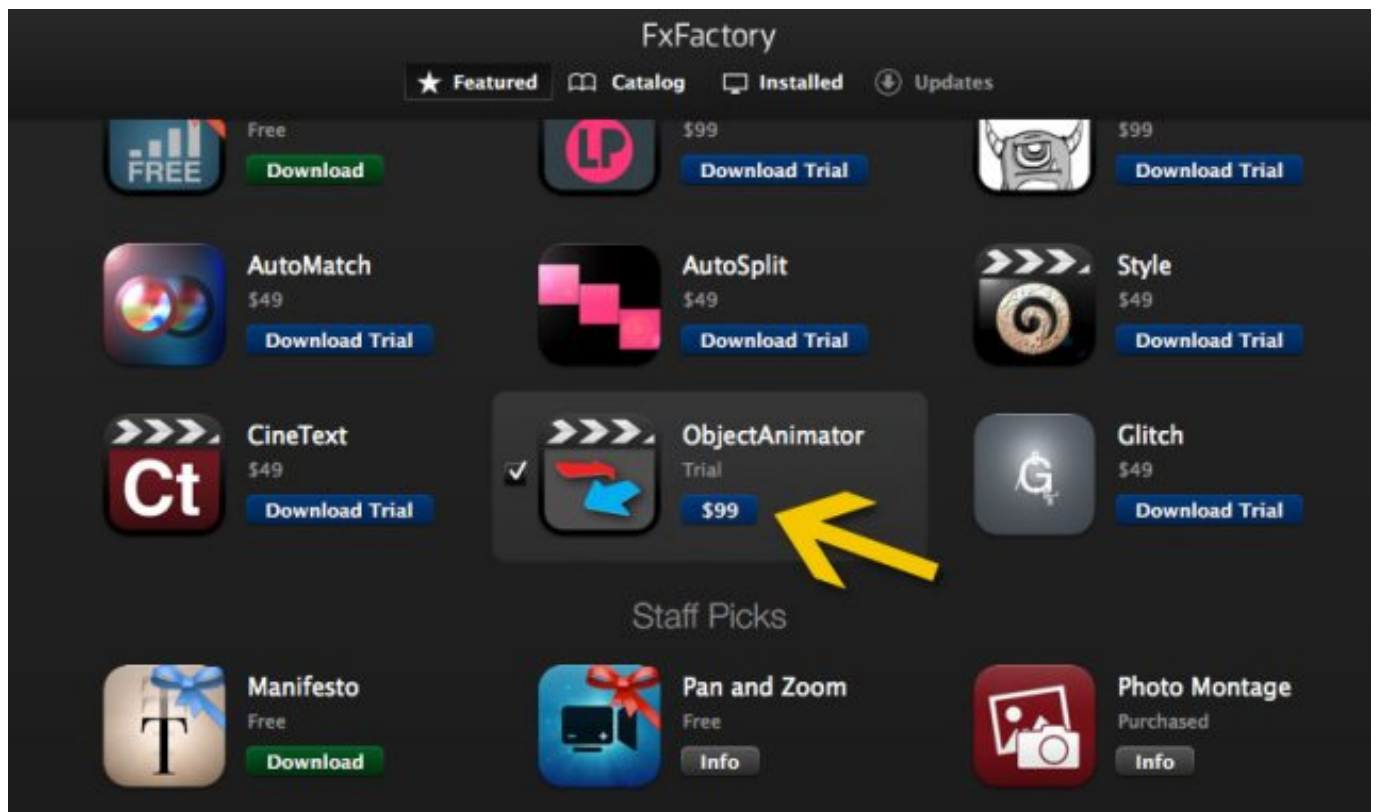 FxFactory
Featured Catalog Installed Updates
Free $99 $99
FREE LP
Download Download Trial Download Trial
AutoMatch AutoSplit Style
$49 $49 $49
Download Trial Download Trial Download Trial
CineText ObjectAnimator Glitch
$49 Trial $49
Ct G
Download Trial $99 Download Trial
Staff Picks
Manifesto Pan and Zoom Photo Montage
Free Free Purchased
T
Download Info Info